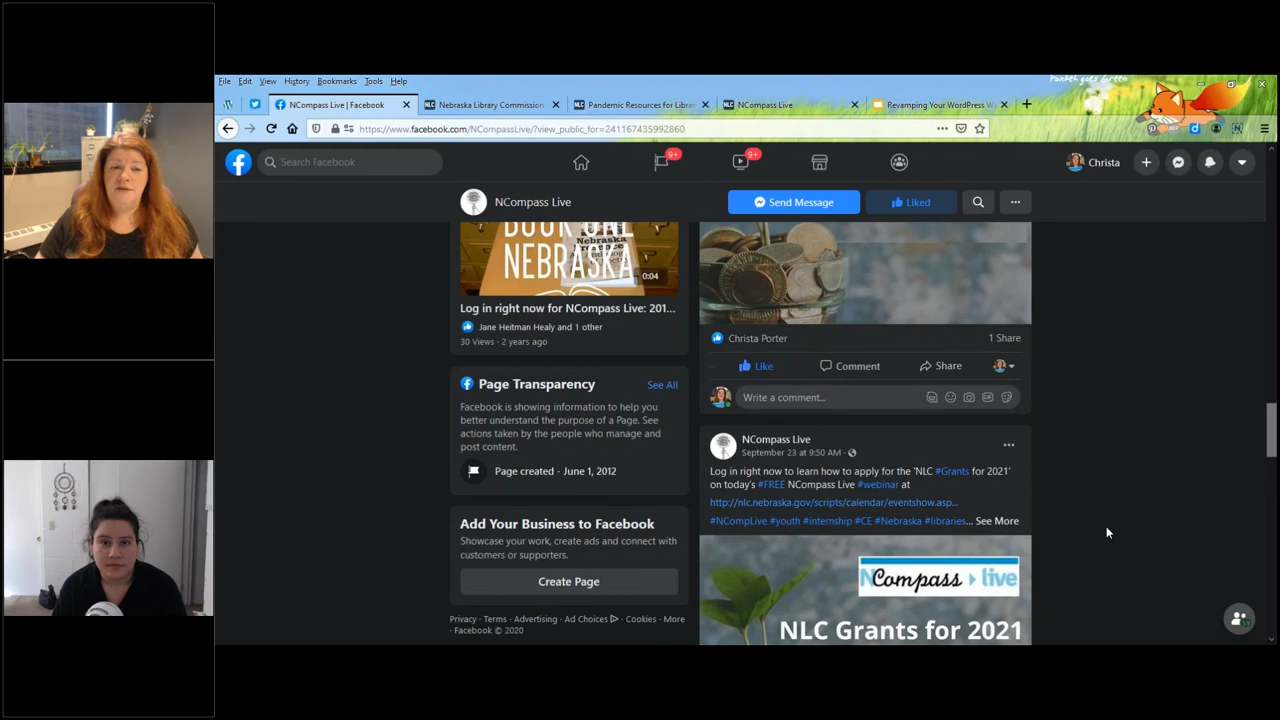 Foxkeh goes Green
File Edit View History Bookmarks Tools Help
NCompass Live | Facebook
Nebraska Library Commission
Pandemic Resources for Librar
NCompass Live
Revamping Your WordPress W
https://www.facebook.com/NCompassLive/?view_public_for=241167435992860
Search Facebook
9+
9+
Christa
NCompass Live
Send Message
Liked
BOOK ONE
NEBRASKA
Nebraska
0:04
Log in right now for NCompass Live: 201...
Jane Heitman Healy and 1 other
30 Views · 2 years ago
Page Transparency
See All
Facebook is showing information to help you
better understand the purpose of a Page. See
actions taken by the people who manage and
post content.
Page created - June 1, 2012
Add Your Business to Facebook
Showcase your work, create ads and connect with
customers or supporters.
Create Page
Privacy · Terms · Advertising · Ad Choices · Cookies · More
· Facebook © 2020
Christa Porter
1 Share
Like
Comment
Share
Write a comment...
GIF
NCompass Live
September 23 at 9:50 AM ·
Log in right now to learn how to apply for the 'NLC #Grants for 2021'
on today's #FREE NCompass Live #webinar at
http://nlc.nebraska.gov/scripts/calendar/eventshow.asp...
#NCompLive #youth #internship #CE #Nebraska #libraries... See More
NCompass live
NLC Grants for 2021